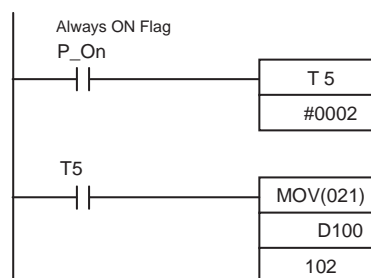 Always ON Flag
P_On
T 5
#0002
T5
MOV(021)
D100
102